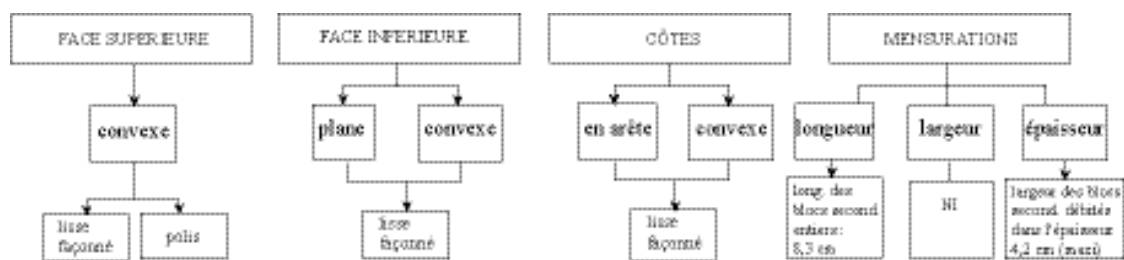 FACE SUPERIEURE
FACE INFERIEURE
CÔTES
MENSURATIONS
convexe
plane
convexe
en arête
convexe
longueur
largeur
épaisseur
lisse
façonné
polis
lisse
façonné
lisse
façonné
long. des
blocs second.
entiers:
8,3 cm
NI
largeur des blocs
second. débités
dans l'épaisseur
4,2 cm (maxi)